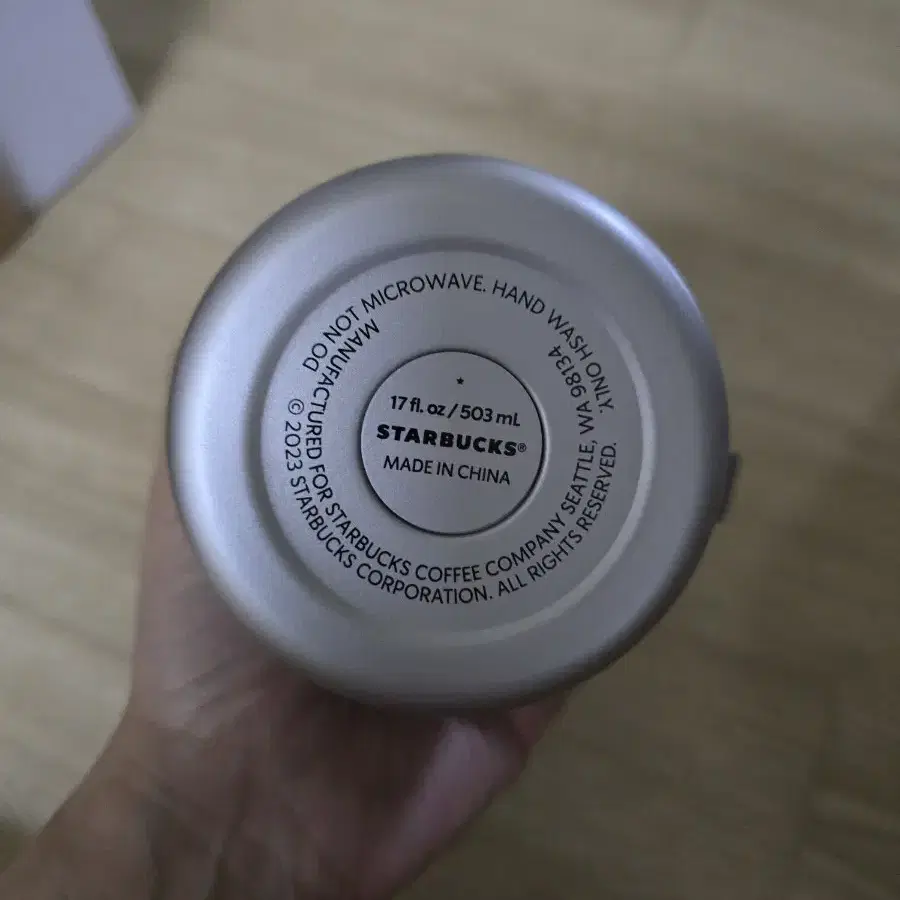 DO NOT MICROWAVE. HAND WASH ONLY.
MANUFACTURED FOR STARBUCKS COFFEE COMPANY SEATTLE, WA 98134
© 2023 STARBUCKS CORPORATION. ALL RIGHTS RESERVED.
17 fl. oz / 503 mL
STARBUCKS®
MADE IN CHINA